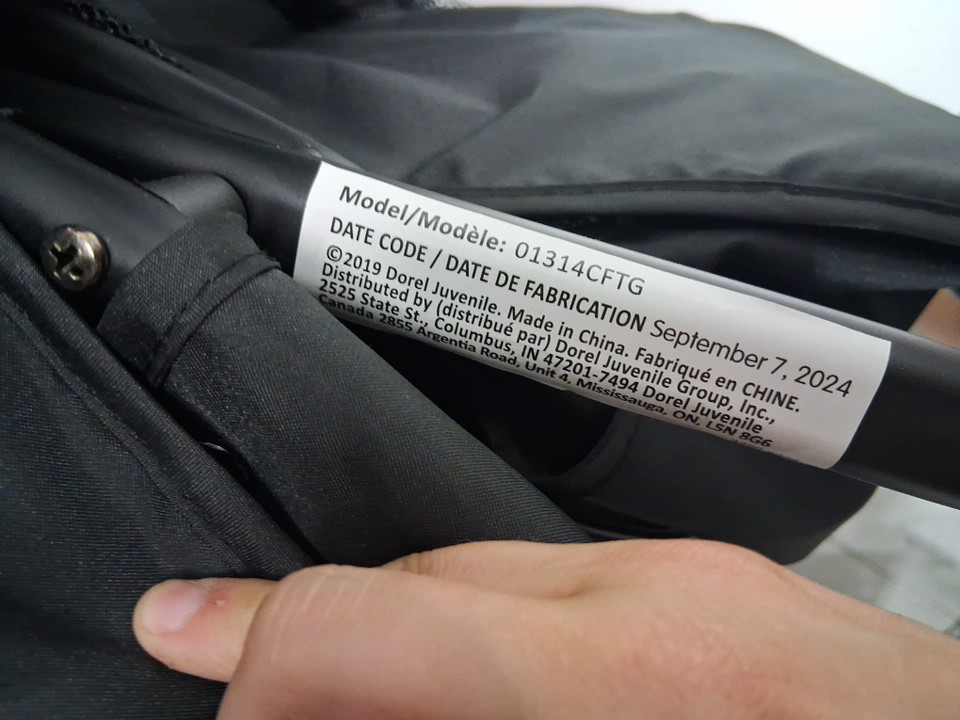 Model/Modèle: 01314CFTG
DATE CODE / DATE DE FABRICATION September 7, 2024
©2019 Dorel Juvenile. Made in China. Fabriqué en CHINE.
Distributed by (distribué par) Dorel Juvenile Group, Inc.,
2525 State St., Columbus, IN 47201-7494 Dorel Juvenile
Canada 2855 Argentia Road, Unit 4, Mississauga, ON, L5N 8G6